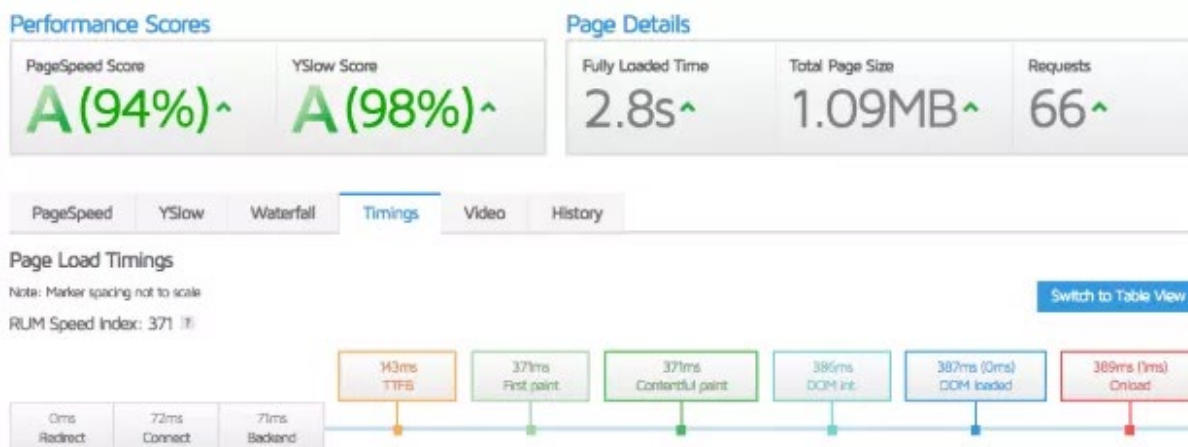 Performance Scores
Page Details
PageSpeed Score
YSlow Score
Fully Loaded Time
Total Page Size
Requests
A (94%)
A (98%)
2.8s
1.09MB
66
PageSpeed
YSlow
Waterfall
Timings
Video
History
Page Load Timings
Note: Marker spacing not to scale
Switch to Table View
RUM Speed Index: 371 ?
143ms
371ms
371ms
386ms
387ms (0ms)
389ms (1ms)
TTFB
First paint
Contentful paint
DOM int.
DOM loaded
Onload
0ms
72ms
71ms
Redirect
Connect
Backend